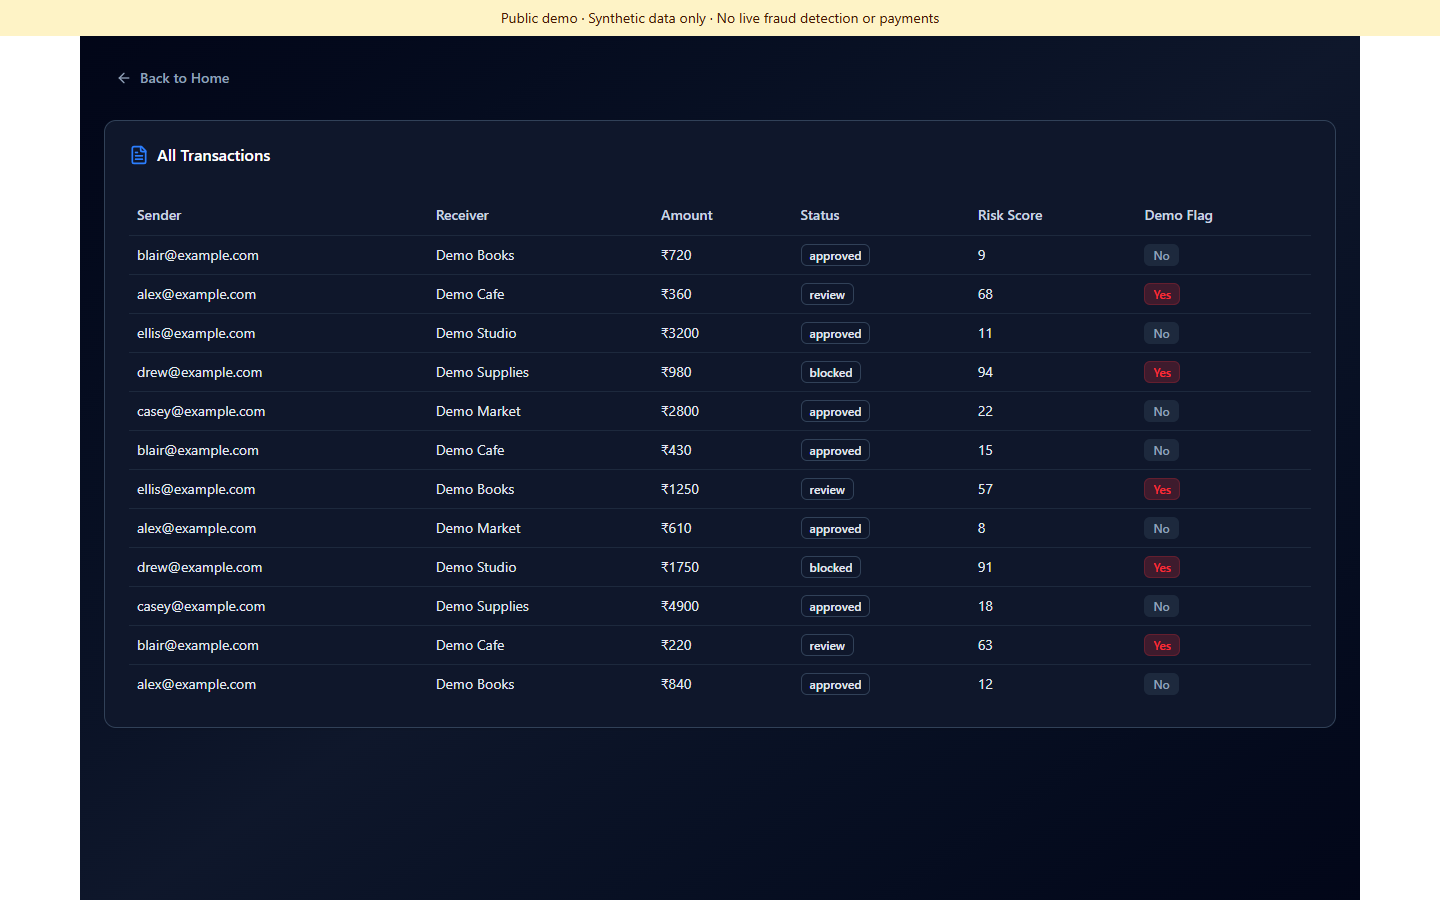 Public demo · Synthetic data only · No live fraud detection or payments
Back to Home
All Transactions
Sender Receiver Amount Status Risk Score Demo Flag
blair@example.com Demo Books ₹720 approved 9 No
alex@example.com Demo Cafe ₹360 review 68 Yes
ellis@example.com Demo Studio ₹3200 approved 11 No
drew@example.com Demo Supplies ₹980 blocked 94 Yes
casey@example.com Demo Market ₹2800 approved 22 No
blair@example.com Demo Cafe ₹430 approved 15 No
ellis@example.com Demo Books ₹1250 review 57 Yes
alex@example.com Demo Market ₹610 approved 8 No
drew@example.com Demo Studio ₹1750 blocked 91 Yes
casey@example.com Demo Supplies ₹4900 approved 18 No
blair@example.com Demo Cafe ₹220 review 63 Yes
alex@example.com Demo Books ₹840 approved 12 No